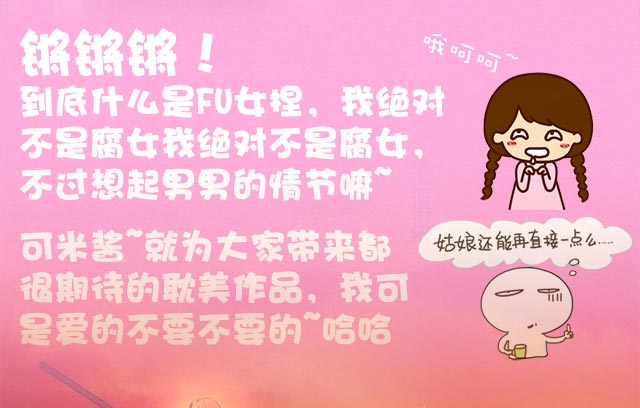 锵锵锵！
哦呵呵~
到底什么是FU女捏，我绝对
不是腐女我绝对不是腐女，
不过想起男男的情节嘛~
可米酱~就为大家带来都
很期待的耽美作品，我可
是爱的不要不要的~哈哈
姑娘还能再直接一点么……